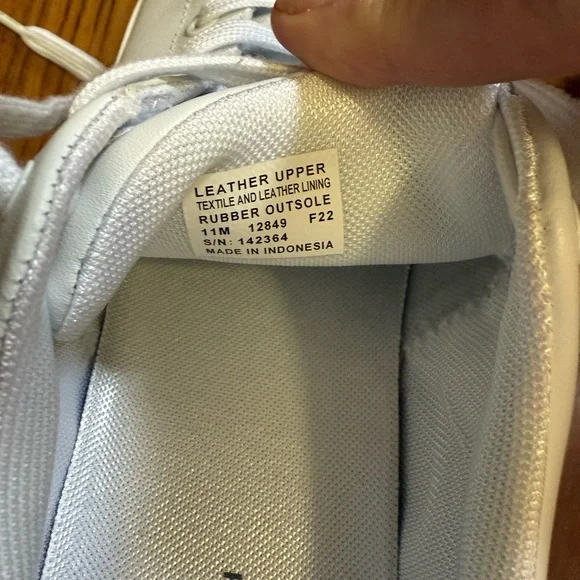 LEATHER UPPER
TEXTILE AND LEATHER LINING
RUBBER OUTSOLE
11M 12849 F22
S/N: 142364
MADE IN INDONESIA